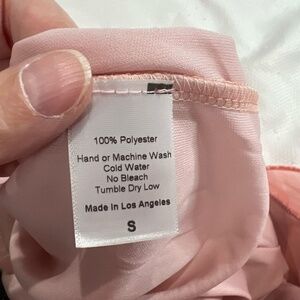 100% Polyester
Hand or Machine Wash
Cold Water
No Bleach
Tumble Dry Low
Made In Los Angeles
S